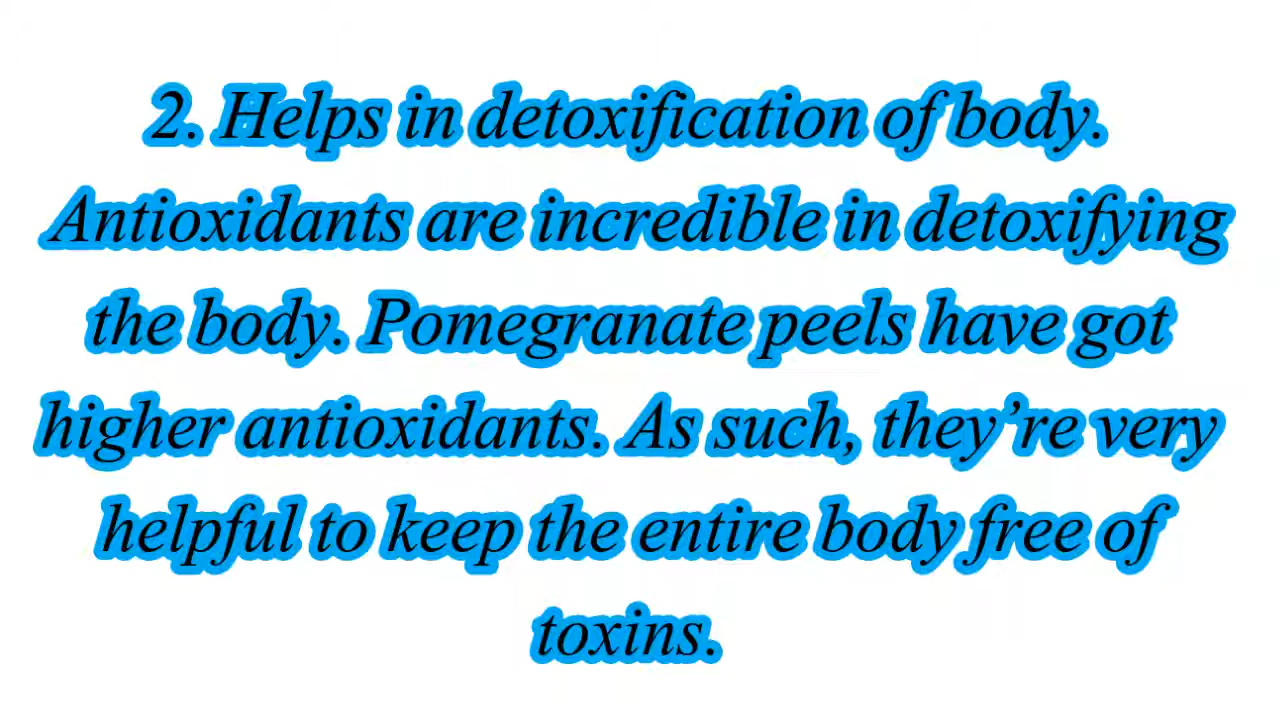 2. Helps in detoxification of body.
Antioxidants are incredible in detoxifying
the body. Pomegranate peels have got
higher antioxidants. As such, they’re very
helpful to keep the entire body free of
toxins.